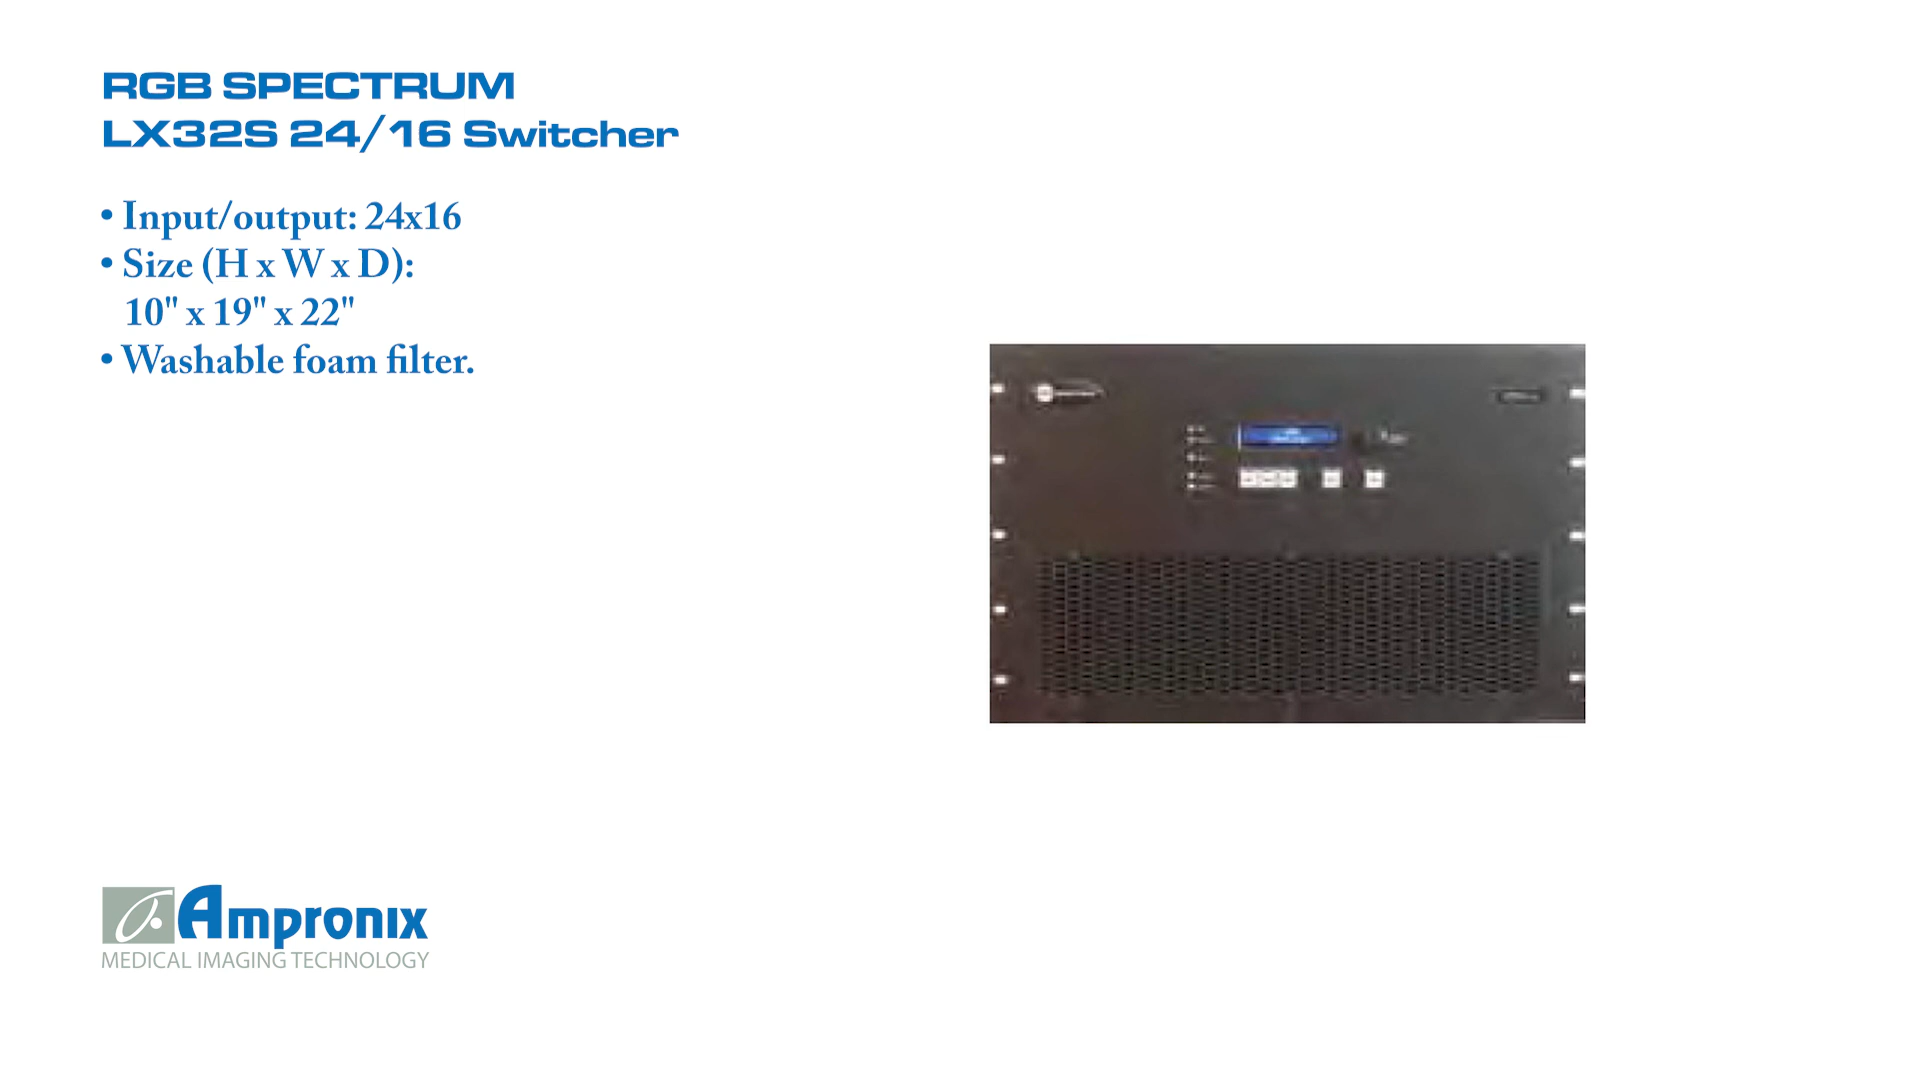 RGB SPECTRUM
LX32S 24/16 Switcher
• Input/output: 24x16
• Size (H x W x D):
10" x 19" x 22"
• Washable foam filter.
Ampronix
MEDICAL IMAGING TECHNOLOGY